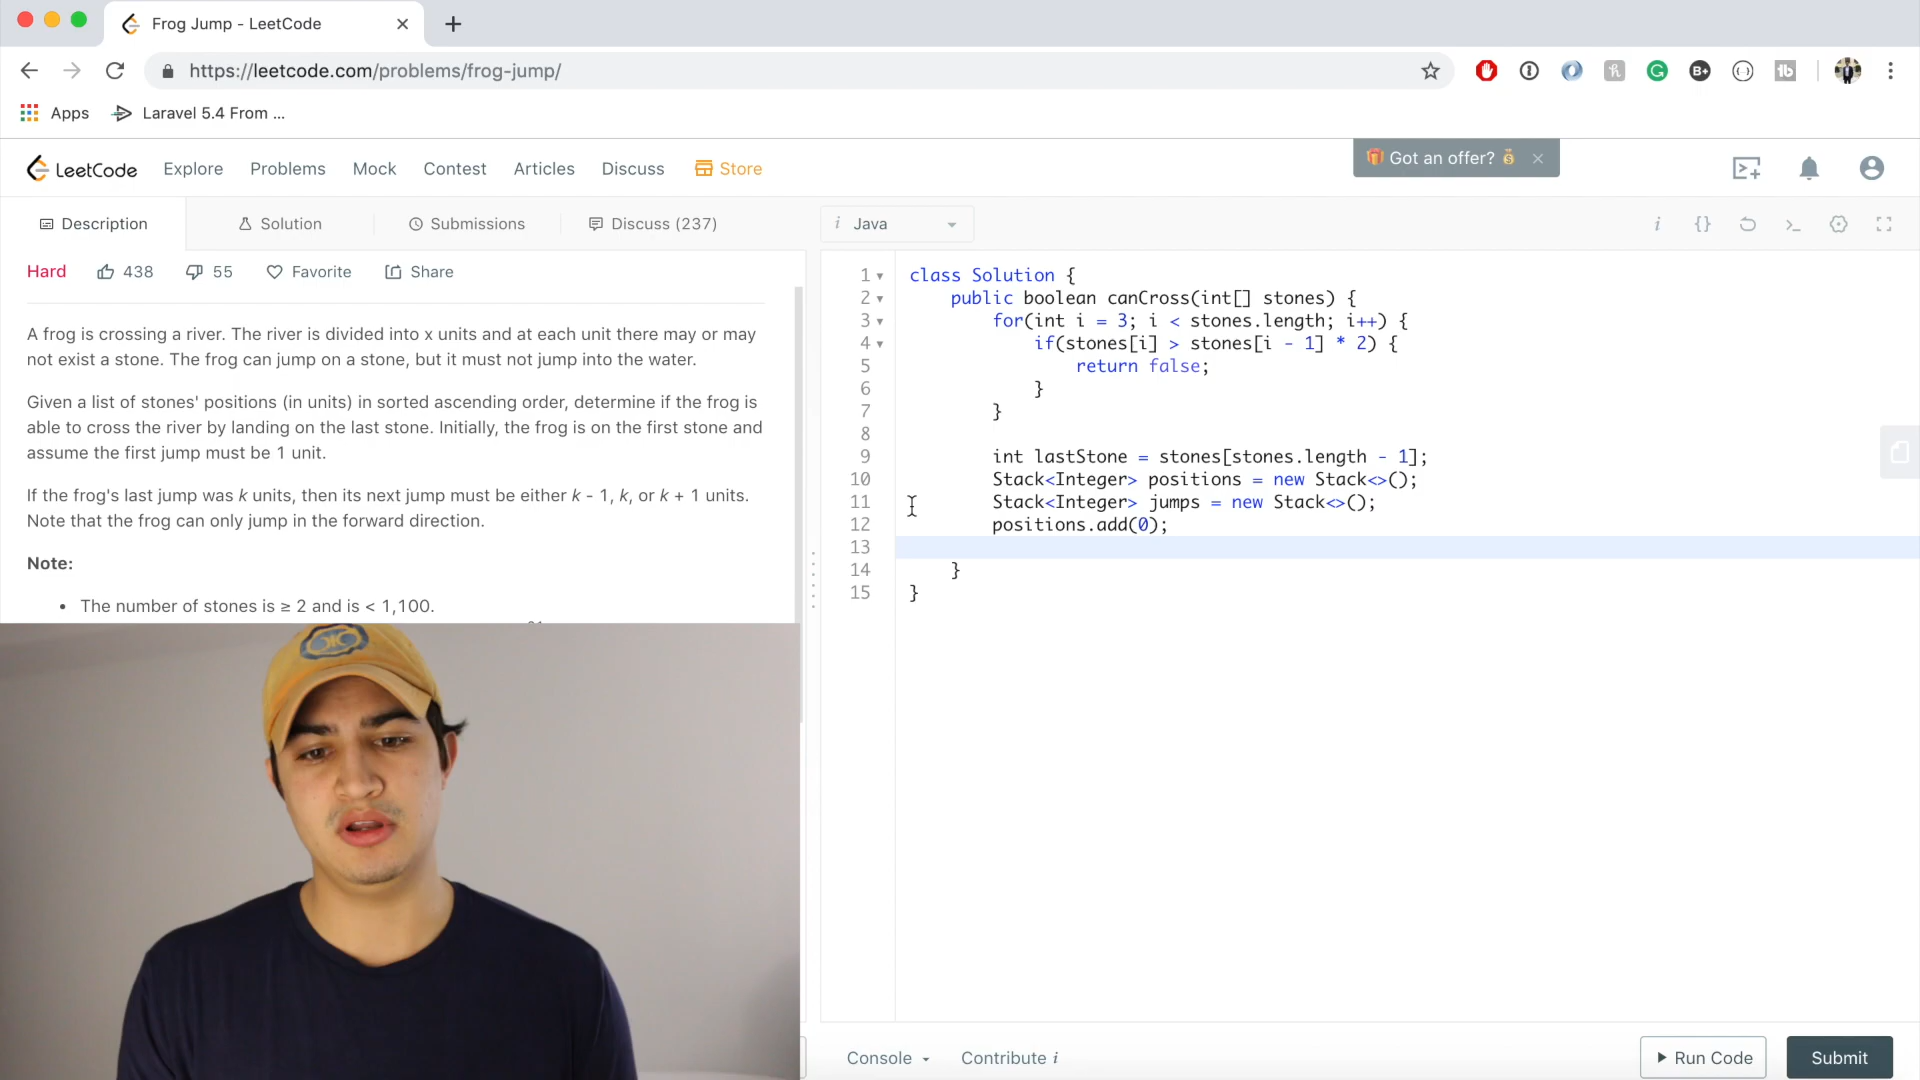 Frog Jump - LeetCode
https://leetcode.com/problems/frog-jump/
Apps
Laravel 5.4 From ...
LeetCode
Explore
Problems
Mock
Contest
Articles
Discuss
Store
Got an offer?
Description
Solution
Submissions
Discuss (237)
i Java
Hard
438
55
Favorite
Share
A frog is crossing a river. The river is divided into x units and at each unit there may or may
not exist a stone. The frog can jump on a stone, but it must not jump into the water.
Given a list of stones' positions (in units) in sorted ascending order, determine if the frog is
able to cross the river by landing on the last stone. Initially, the frog is on the first stone and
assume the first jump must be 1 unit.
If the frog's last jump was k units, then its next jump must be either k - 1, k, or k + 1 units.
Note that the frog can only jump in the forward direction.
Note:
• The number of stones is ≥ 2 and is < 1,100.
1 class Solution {
2 public boolean canCross(int[] stones) {
3 for(int i = 3; i < stones.length; i++) {
4 if(stones[i] > stones[i - 1] * 2) {
5 return false;
6 }
7 }
8
9 int lastStone = stones[stones.length - 1];
10 Stack<Integer> positions = new Stack<>();
11 Stack<Integer> jumps = new Stack<>();
12 positions.add(0);
13
14 }
15 }
Console
Contribute i
Run Code
Submit